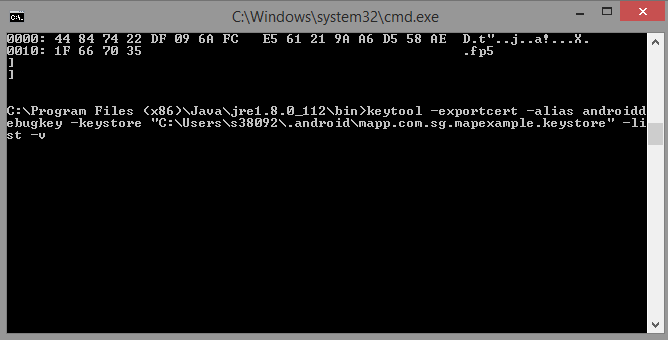 C:\Windows\system32\cmd.exe
0000: 44 84 74 22 DF 09 6A FC   E5 61 21 9A A6 D5 58 AE  D.t"..j..a!...X.
0010: 1F 66 70 35                                        .fp5
]
]
C:\Program Files (x86)\Java\jre1.8.0_112\bin>keytool -exportcert -alias androidd
ebugkey -keystore "C:\Users\s38092\.android\mapp.com.sg.mapexample.keystore" -li
st -v